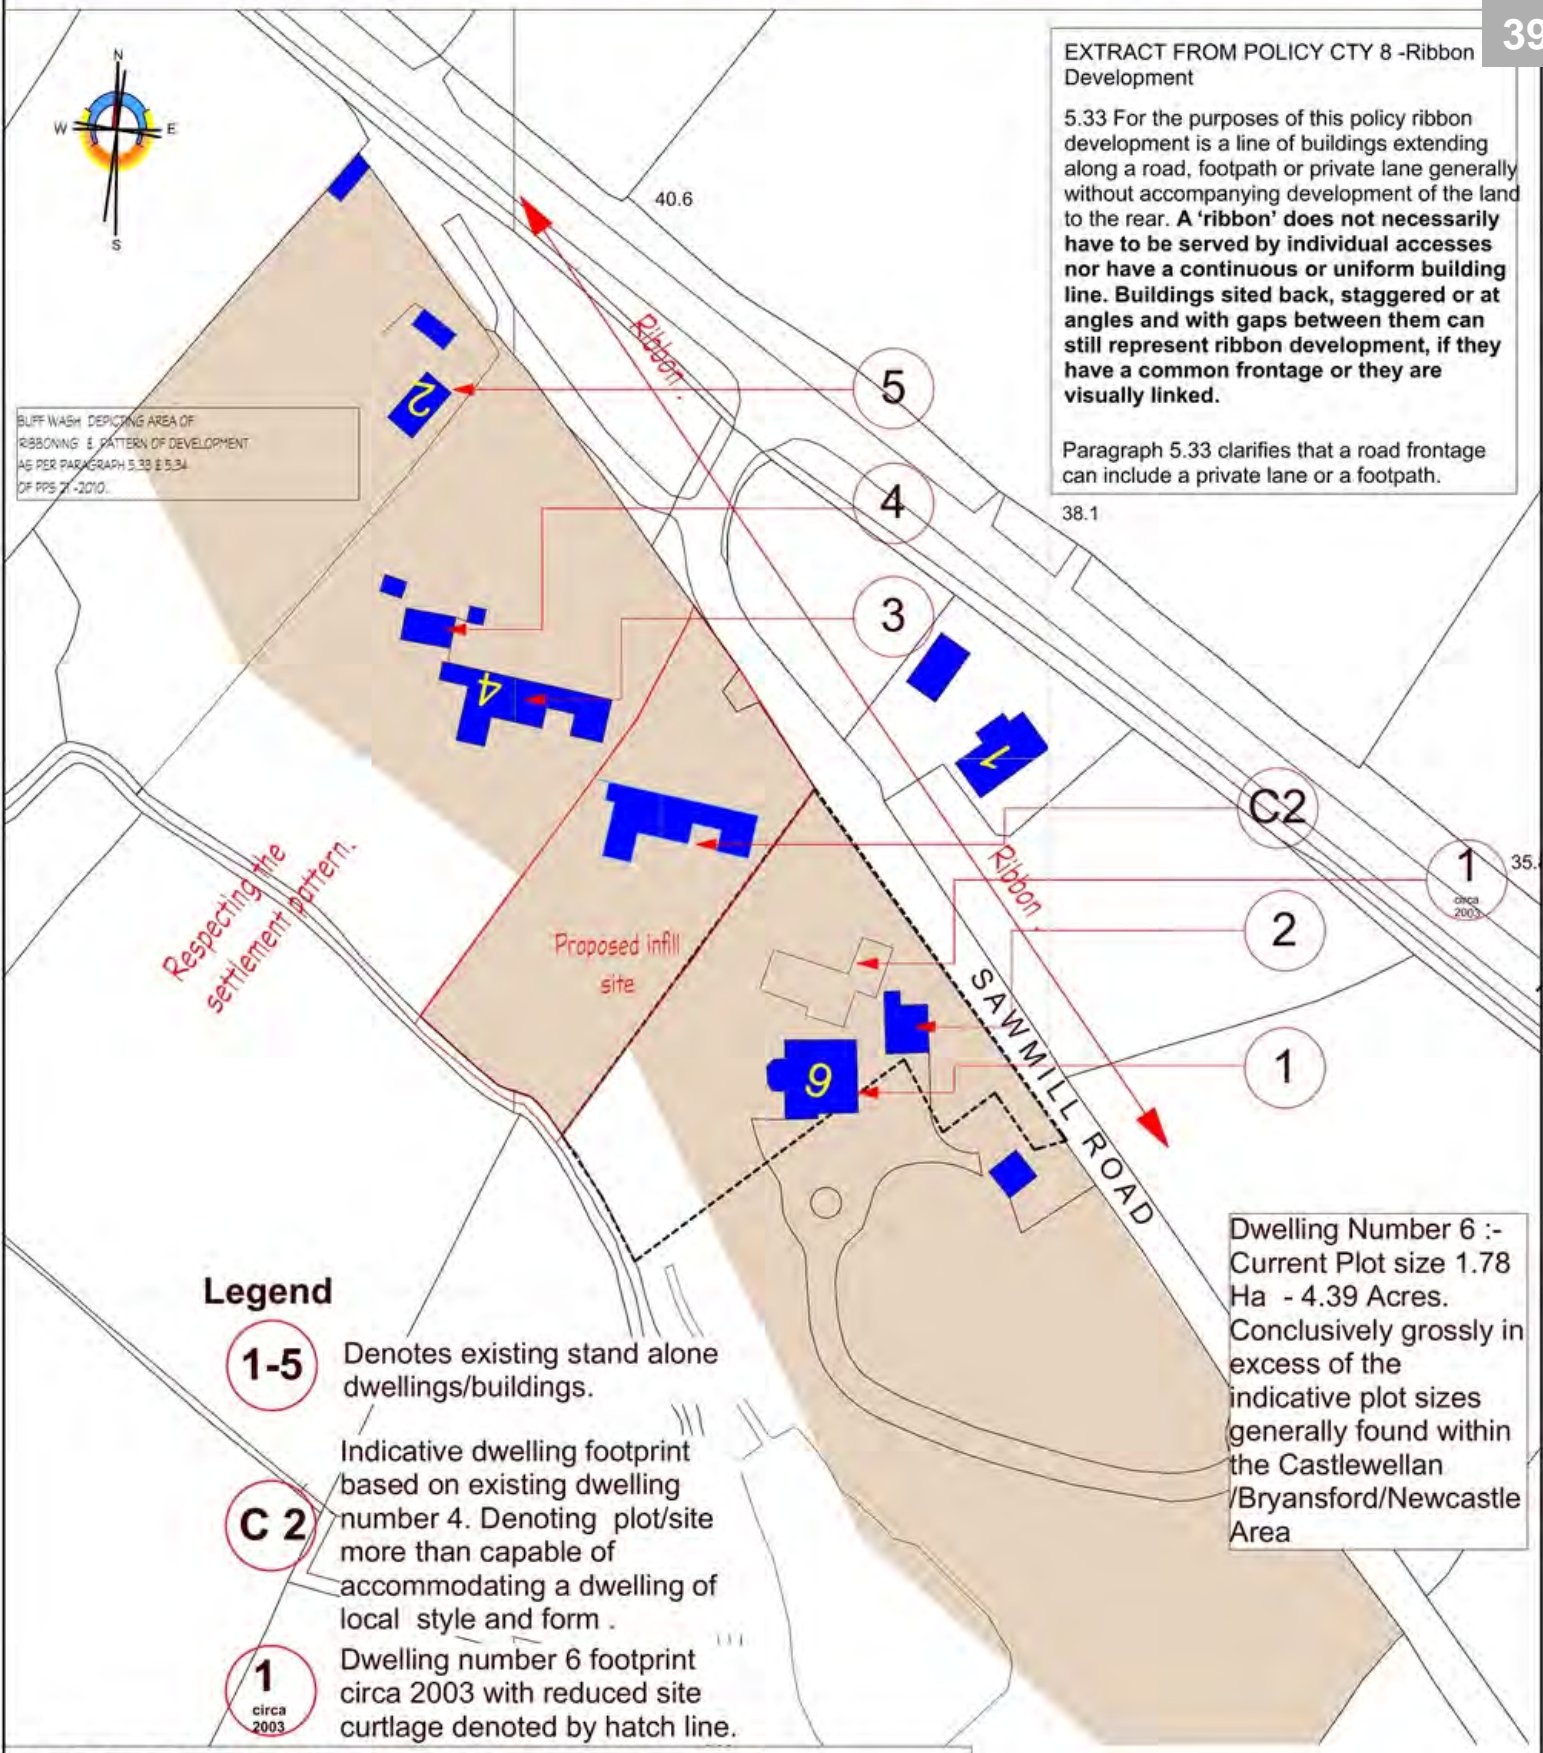 39
N
W
E
S
EXTRACT FROM POLICY CTY 8 -Ribbon
Development
5.33 For the purposes of this policy ribbon
development is a line of buildings extending
along a road, footpath or private lane generally
without accompanying development of the land
to the rear. A ‘ribbon’ does not necessarily
have to be served by individual accesses
nor have a continuous or uniform building
line. Buildings sited back, staggered or at
angles and with gaps between them can
still represent ribbon development, if they
have a common frontage or they are
visually linked.
Paragraph 5.33 clarifies that a road frontage
can include a private lane or a footpath.
40.6
38.1
Ribbon .
5
2
BUFF WASH DEPICTING AREA OF
RIBBONING & PATTERN OF DEVELOPMENT
AS PER PARAGRAPH 5.33 & 5.34
OF PPS 21 -2010.
4
3
4
1
C2
1
circa
2003
35.
Ribbon .
2
Respecting the
settlement pattern.
Proposed infill
site
SAWMILL ROAD
6
1
Dwelling Number 6 :-
Current Plot size 1.78
Ha - 4.39 Acres.
Conclusively grossly in
excess of the
indicative plot sizes
generally found within
the Castlewellan
/Bryansford/Newcastle
Area
Legend
1-5
Denotes existing stand alone
dwellings/buildings.
C 2
Indicative dwelling footprint
based on existing dwelling
number 4. Denoting plot/site
more than capable of
accommodating a dwelling of
local style and form .
1
circa
2003
Dwelling number 6 footprint
circa 2003 with reduced site
curtlage denoted by hatch line.